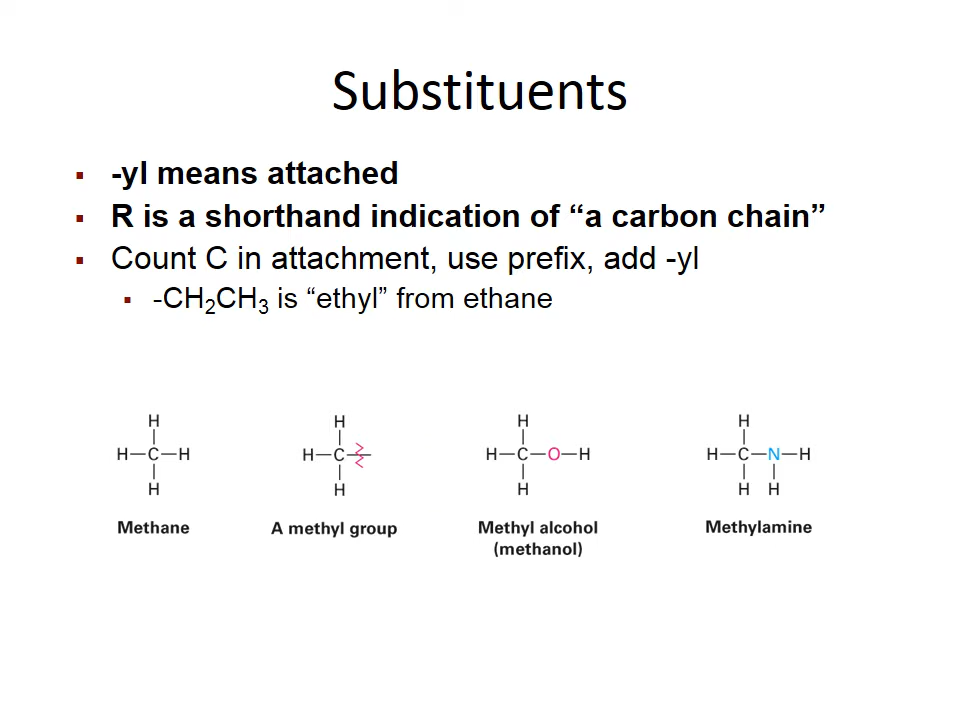 Substituents
-yl means attached
R is a shorthand indication of “a carbon chain”
Count C in attachment, use prefix, add -yl
-CH₂CH₃ is “ethyl” from ethane
H H H H
H—C—H H—C— H—C—O—H H—C—N—H
H H H H H
Methane A methyl group Methyl alcohol Methylamine
(methanol)